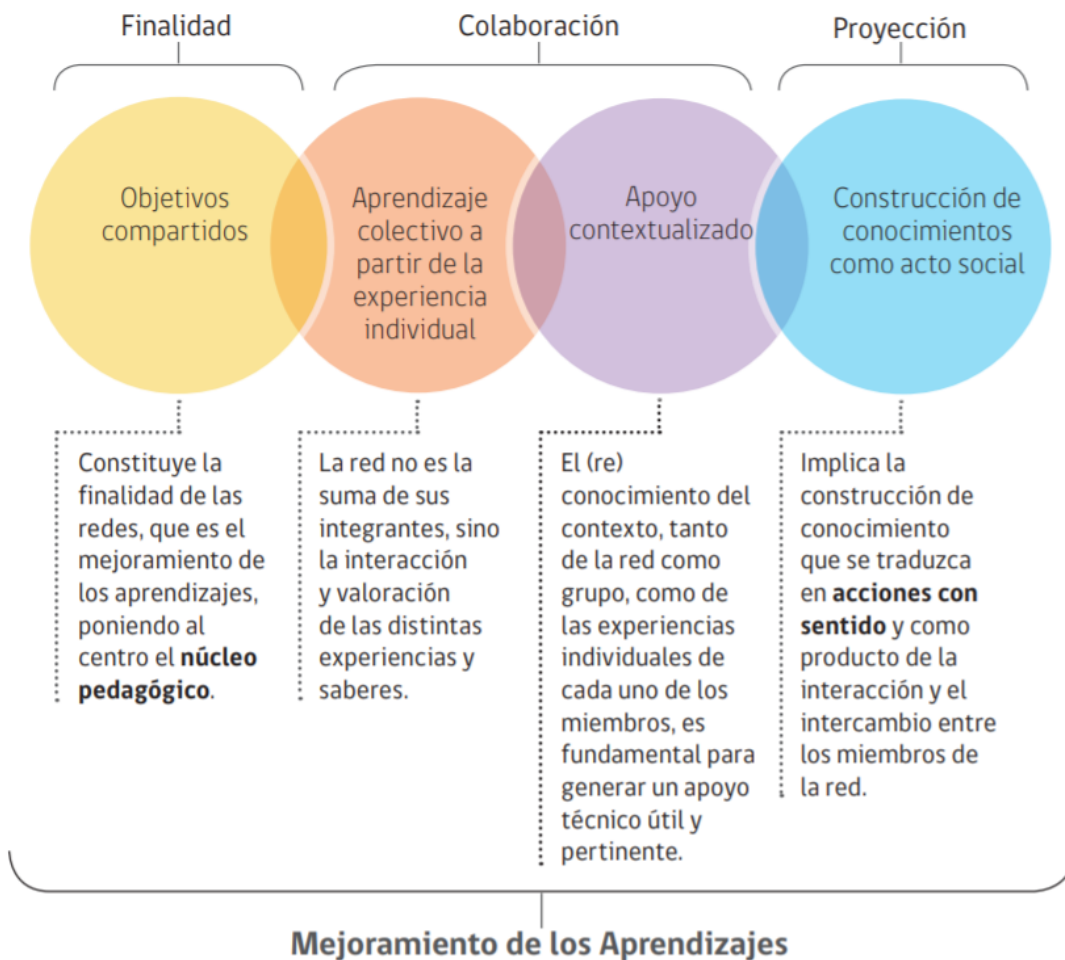 Finalidad
Colaboración
Proyección
Objetivos
compartidos
Aprendizaje
colectivo a
partir de la
experiencia
individual
Apoyo
contextualizado
Construcción de
conocimientos
como acto social
Constituye la
finalidad de las
redes, que es el
mejoramiento de
los aprendizajes,
poniendo al
centro el núcleo
pedagógico.
La red no es la
suma de sus
integrantes, sino
la interacción
y valoración
de las distintas
experiencias y
saberes.
El (re)
conocimiento del
contexto, tanto
de la red como
grupo, como de
las experiencias
individuales de
cada uno de los
miembros, es
fundamental para
generar un apoyo
técnico útil y
pertinente.
Implica la
construcción de
conocimiento
que se traduzca
en acciones con
sentido y como
producto de la
interacción y el
intercambio entre
los miembros de
la red.
Mejoramiento de los Aprendizajes